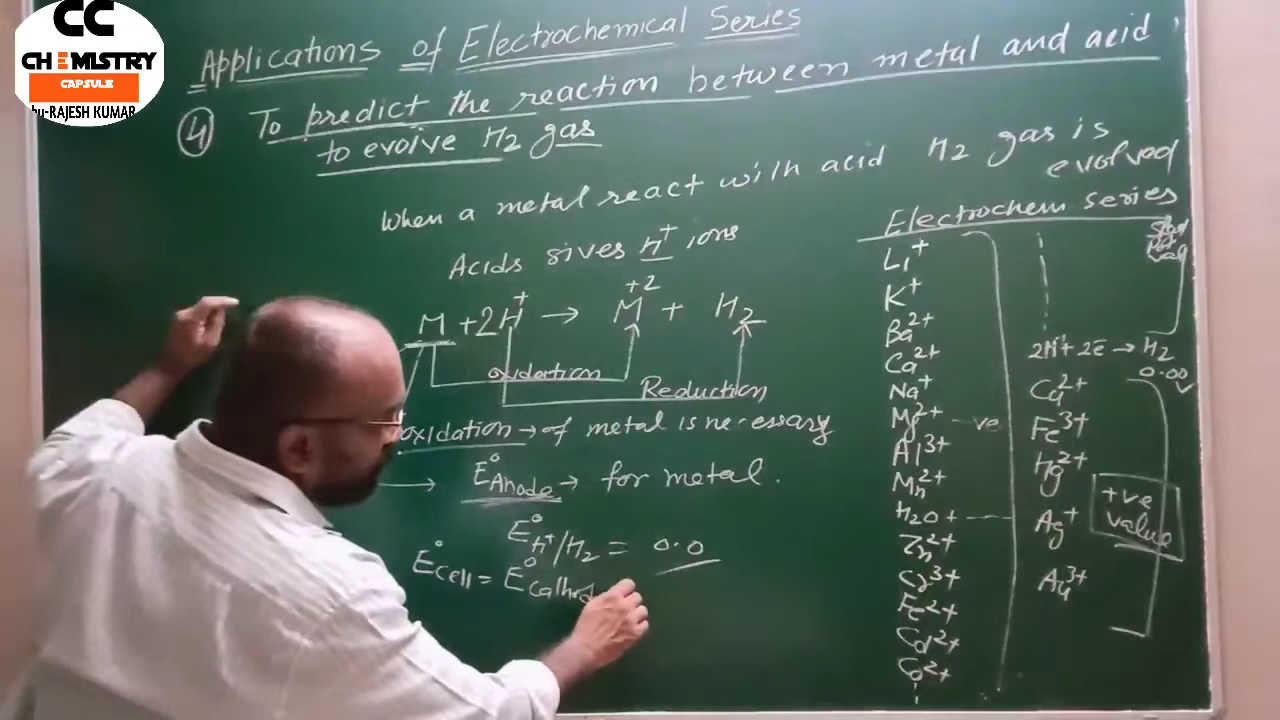 CC
CHEMISTRY
CAPSULE
by-RAJESH KUMAR
Applications of Electrochemical Series
(4) To predict the reaction between metal and acid
to evolve H₂ gas
When a metal react with acid H₂ gas is
evolved
Acids gives H⁺ ions
M + 2H⁺ → M⁺² + H₂
oxidation
Reduction
oxidation → of metal is necessary
→ E°Anode → for metal.
E°H⁺/H₂ = 0.0
E°Cell = E°Cathod
Electrochem series
Li⁺
K⁺
Ba²⁺
Ca²⁺
Na⁺
Mg²⁺ -ve
Al³⁺
Mn²⁺
H₂O +
Zn²⁺
Cr³⁺
Fe²⁺
Cd²⁺
Co²⁺
2H⁺ + 2e⁻ → H₂
0.00
Cu²⁺
Fe³⁺
Hg²⁺
Ag⁺
Au³⁺
+ve
value